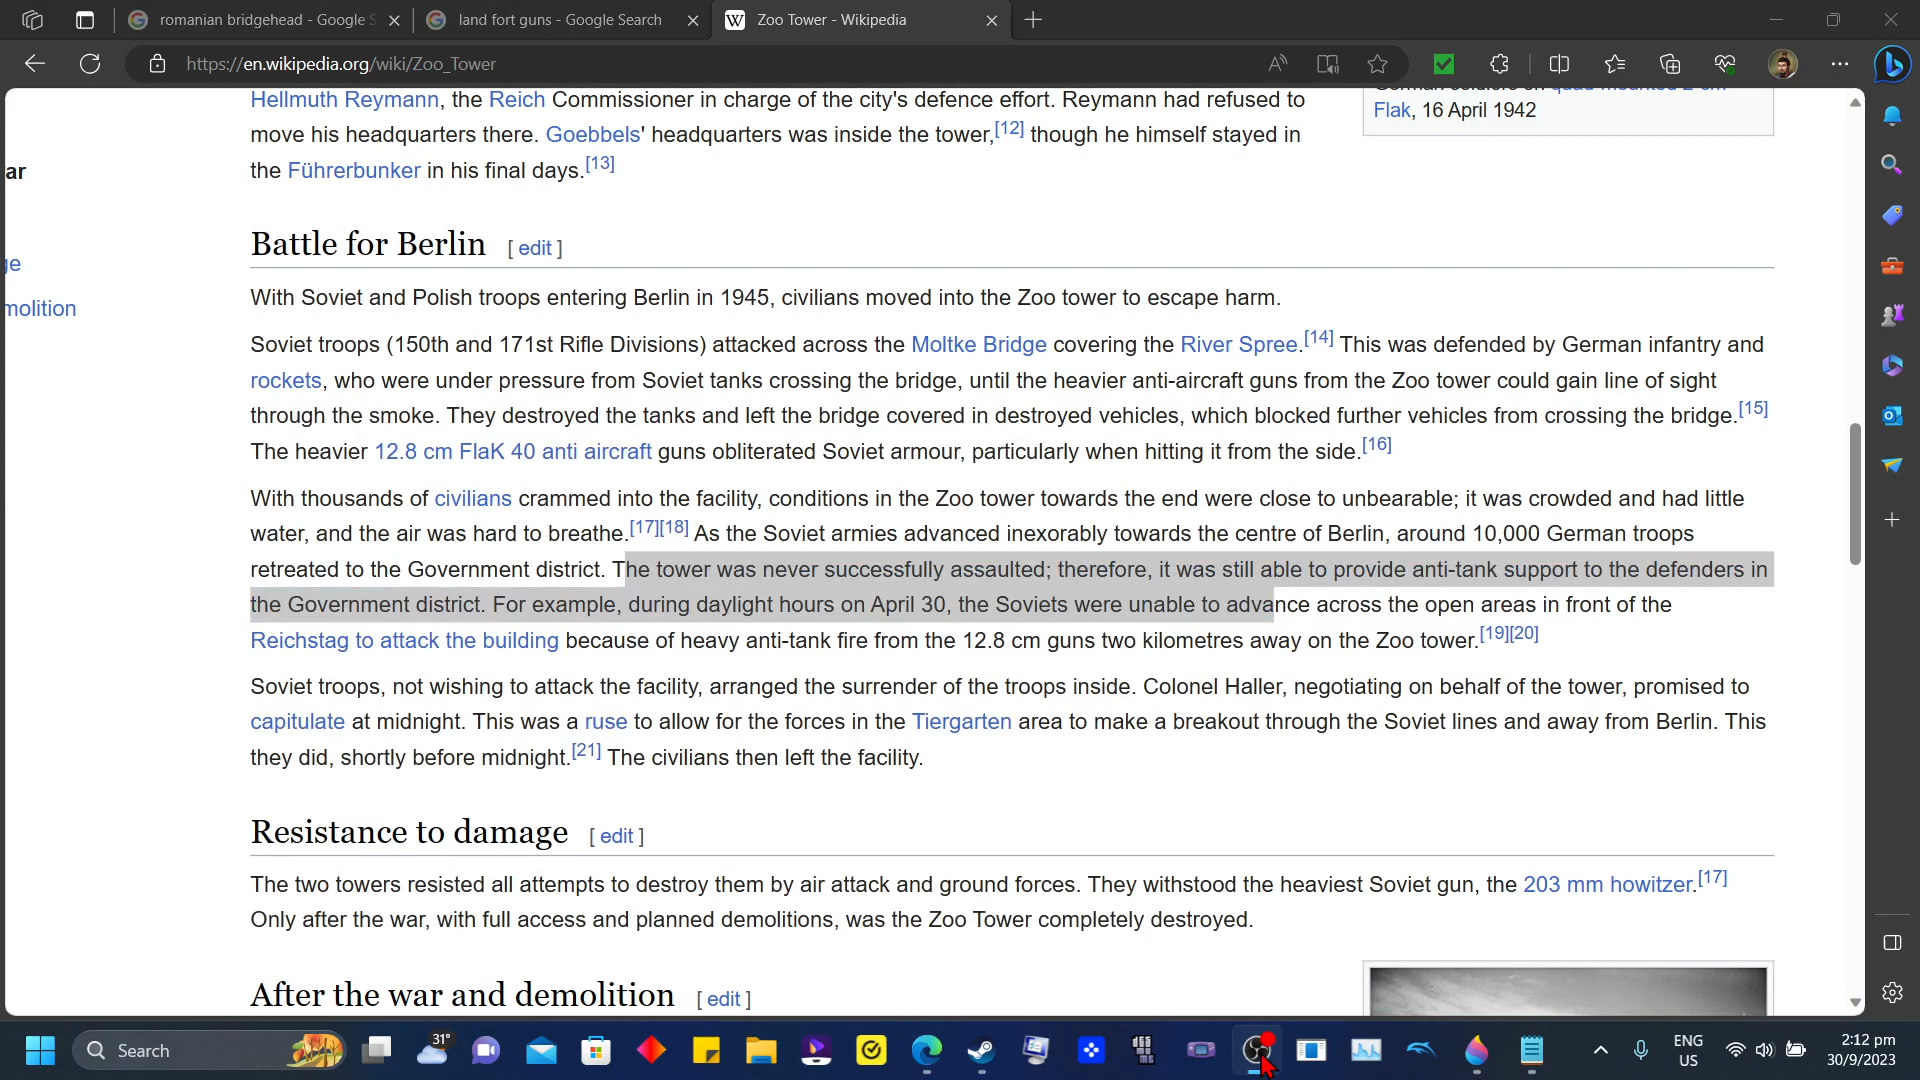 romanian bridgehead - Google S
land fort guns - Google Search
Zoo Tower - Wikipedia
https://en.wikipedia.org/wiki/Zoo_Tower
Hellmuth Reymann, the Reich Commissioner in charge of the city's defence effort. Reymann had refused to
move his headquarters there. Goebbels' headquarters was inside the tower,[12] though he himself stayed in
the Führerbunker in his final days.[13]
Flak, 16 April 1942
ar
ge
molition
Battle for Berlin [ edit ]
With Soviet and Polish troops entering Berlin in 1945, civilians moved into the Zoo tower to escape harm.
Soviet troops (150th and 171st Rifle Divisions) attacked across the Moltke Bridge covering the River Spree.[14] This was defended by German infantry and
rockets, who were under pressure from Soviet tanks crossing the bridge, until the heavier anti-aircraft guns from the Zoo tower could gain line of sight
through the smoke. They destroyed the tanks and left the bridge covered in destroyed vehicles, which blocked further vehicles from crossing the bridge.[15]
The heavier 12.8 cm FlaK 40 anti aircraft guns obliterated Soviet armour, particularly when hitting it from the side.[16]
With thousands of civilians crammed into the facility, conditions in the Zoo tower towards the end were close to unbearable; it was crowded and had little
water, and the air was hard to breathe.[17][18] As the Soviet armies advanced inexorably towards the centre of Berlin, around 10,000 German troops
retreated to the Government district. The tower was never successfully assaulted; therefore, it was still able to provide anti-tank support to the defenders in
the Government district. For example, during daylight hours on April 30, the Soviets were unable to advance across the open areas in front of the
Reichstag to attack the building because of heavy anti-tank fire from the 12.8 cm guns two kilometres away on the Zoo tower.[19][20]
Soviet troops, not wishing to attack the facility, arranged the surrender of the troops inside. Colonel Haller, negotiating on behalf of the tower, promised to
capitulate at midnight. This was a ruse to allow for the forces in the Tiergarten area to make a breakout through the Soviet lines and away from Berlin. This
they did, shortly before midnight.[21] The civilians then left the facility.
Resistance to damage [ edit ]
The two towers resisted all attempts to destroy them by air attack and ground forces. They withstood the heaviest Soviet gun, the 203 mm howitzer.[17]
Only after the war, with full access and planned demolitions, was the Zoo Tower completely destroyed.
After the war and demolition [ edit ]
Search
31°
ENG
US
2:12 pm
30/9/2023